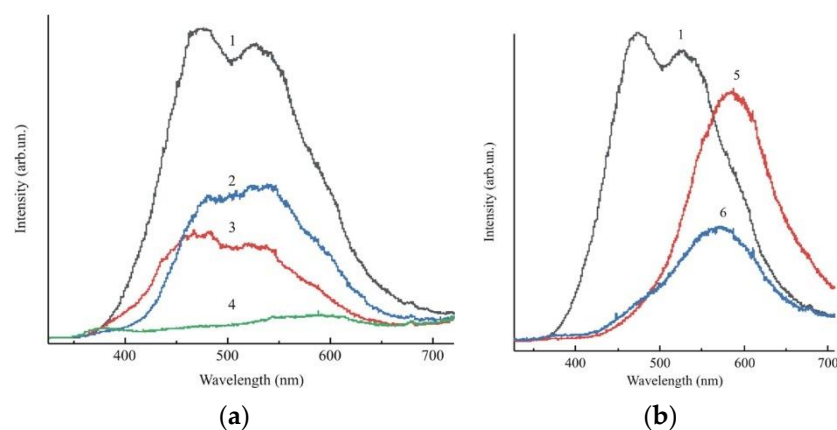 1
2
3
4
Intensity (arb.un.)
400
500
600
700
Wavelength (nm)
(a)
1
5
6
Intensity (arb.un.)
400
500
600
700
Wavelength (nm)
(b)